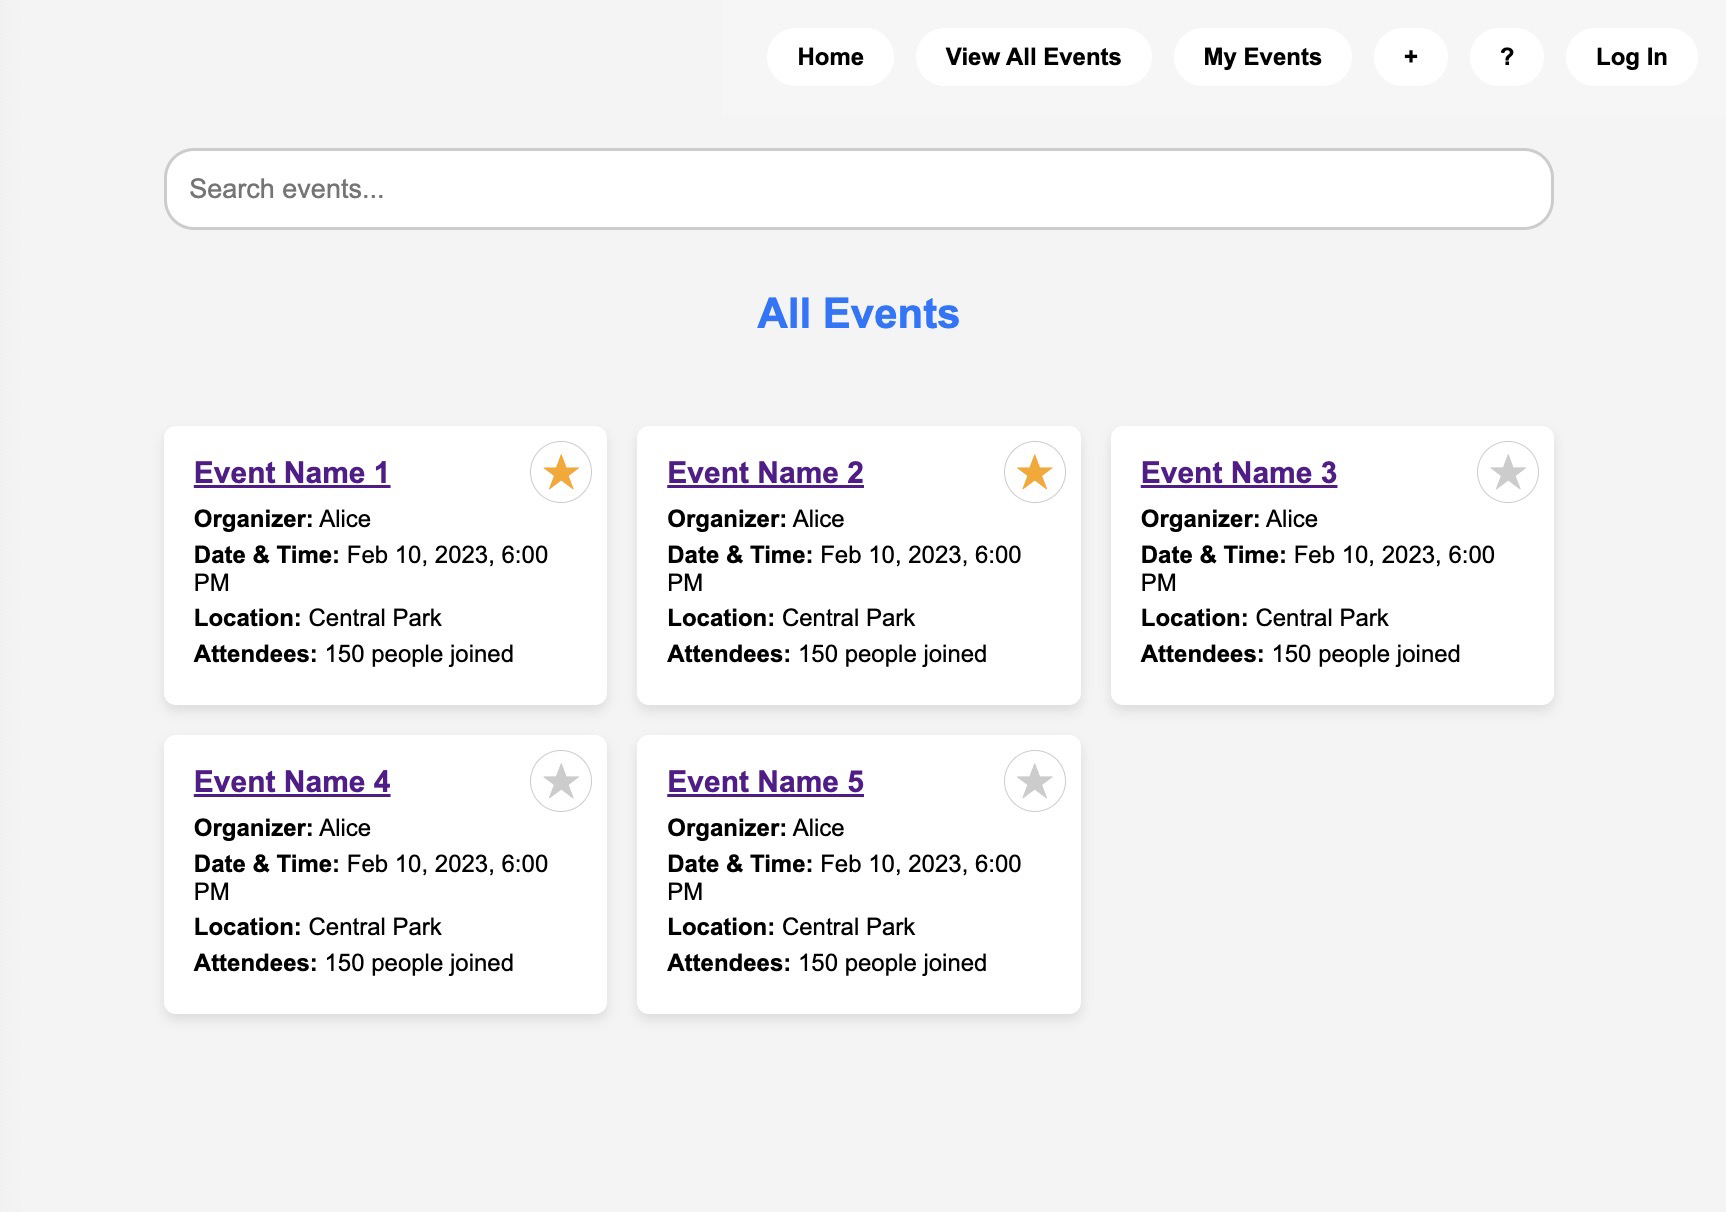 Home View All Events My Events + ? Log In
Search events...
All Events
Event Name 1
Organizer: Alice
Date & Time: Feb 10, 2023, 6:00
PM
Location: Central Park
Attendees: 150 people joined
Event Name 2
Organizer: Alice
Date & Time: Feb 10, 2023, 6:00
PM
Location: Central Park
Attendees: 150 people joined
Event Name 3
Organizer: Alice
Date & Time: Feb 10, 2023, 6:00
PM
Location: Central Park
Attendees: 150 people joined
Event Name 4
Organizer: Alice
Date & Time: Feb 10, 2023, 6:00
PM
Location: Central Park
Attendees: 150 people joined
Event Name 5
Organizer: Alice
Date & Time: Feb 10, 2023, 6:00
PM
Location: Central Park
Attendees: 150 people joined